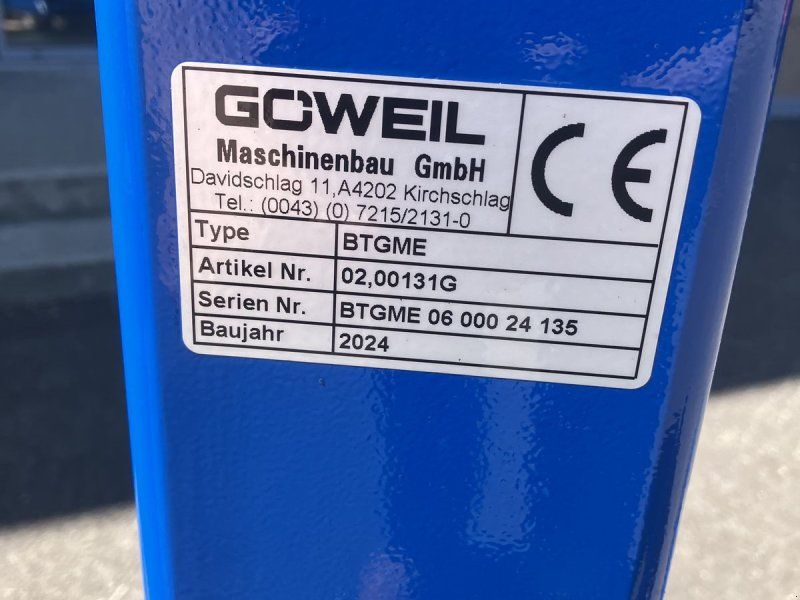 GÖWEIL
Maschinenbau GmbH
Davidschlag 11,A4202 Kirchschlag
Tel.: (0043) (0) 7215/2131-0
CE
Type BTGME
Artikel Nr. 02,00131G
Serien Nr. BTGME 06 000 24 135
Baujahr 2024